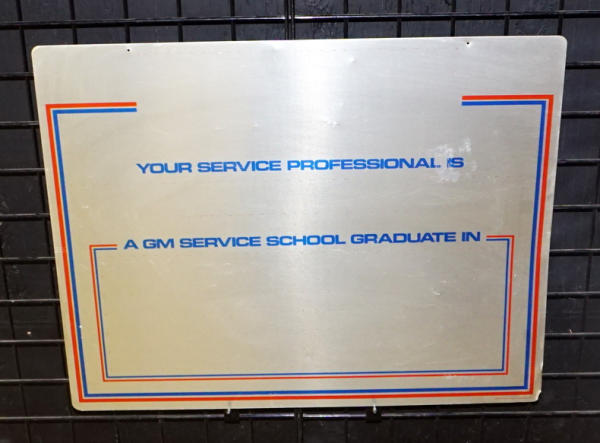 YOUR SERVICE PROFESSIONAL IS
A GM SERVICE SCHOOL GRADUATE IN